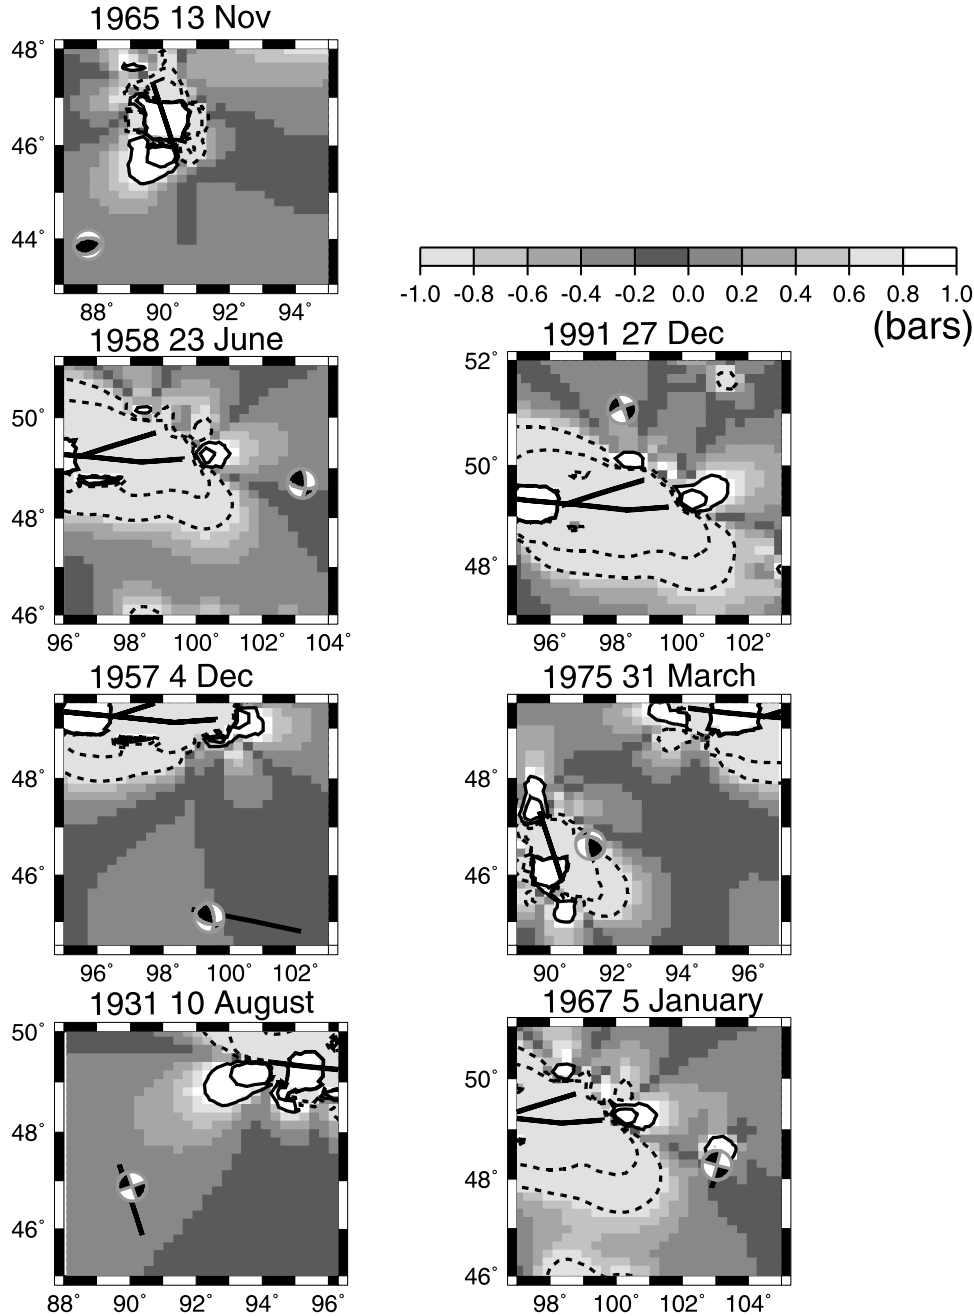 1965 13 Nov
48°
46°
44°
88° 90° 92° 94°
-1.0 -0.8 -0.6 -0.4 -0.2 0.0 0.2 0.4 0.6 0.8 1.0
(bars)
1958 23 June
50°
48°
46°
96° 98° 100° 102° 104°
1991 27 Dec
52°
50°
48°
96° 98° 100° 102°
1957 4 Dec
48°
46°
96° 98° 100° 102°
1975 31 March
48°
46°
90° 92° 94° 96°
1931 10 August
50°
48°
46°
88° 90° 92° 94° 96°
1967 5 January
50°
48°
46°
98° 100° 102° 104°